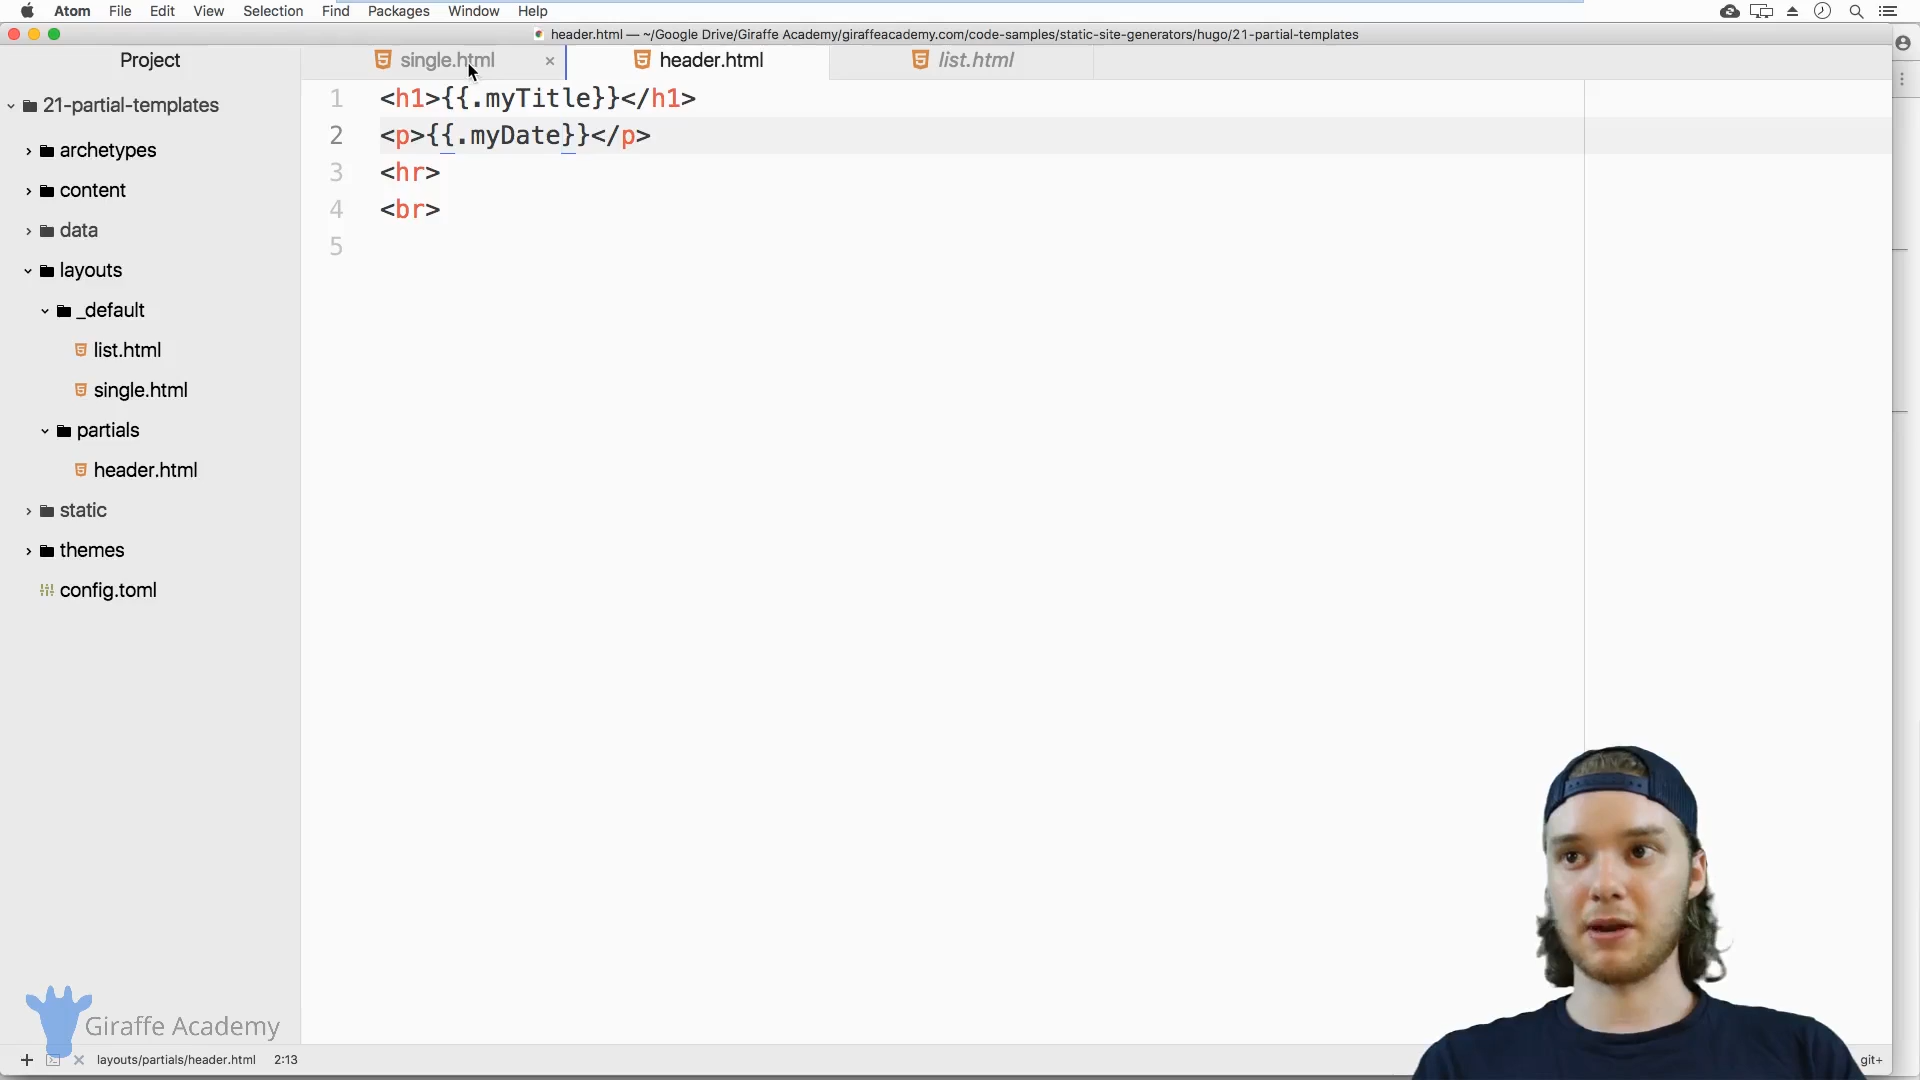 Atom File Edit View Selection Find Packages Window Help
header.html — ~/Google Drive/Giraffe Academy/giraffeacademy.com/code-samples/static-site-generators/hugo/21-partial-templates
Project
single.html ×
header.html
list.html
21-partial-templates
archetypes
content
data
layouts
_default
list.html
single.html
partials
header.html
static
themes
config.toml
1 <h1>{{.myTitle}}</h1>
2 <p>{{.myDate}}</p>
3 <hr>
4 <br>
5
Giraffe Academy
layouts/partials/header.html 2:13
git+